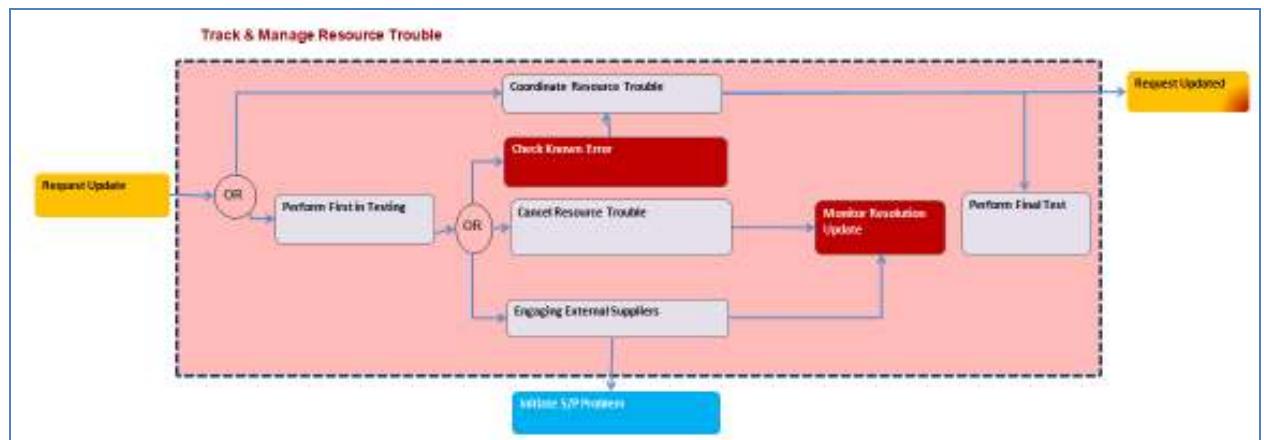 Track & Manage Resource Trouble
Coordinate Resource Trouble
Request Updated
Check Known Error
Request Update
OR
Perform First in Testing
OR
Cancel Resource Trouble
Monitor Resolution
Update
Perform Final Test
Engaging External Suppliers
Initiate S/P Problem